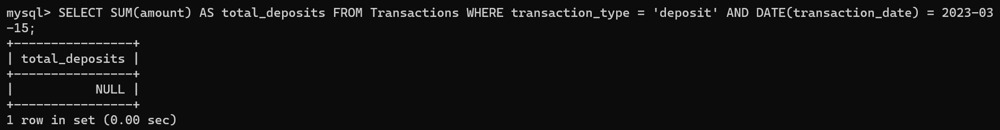 mysql> SELECT SUM(amount) AS total_deposits FROM Transactions WHERE transaction_type = 'deposit' AND DATE(transaction_date) = 2023-03
-15;
+----------------+
| total_deposits |
+----------------+
|           NULL |
+----------------+
1 row in set (0.00 sec)